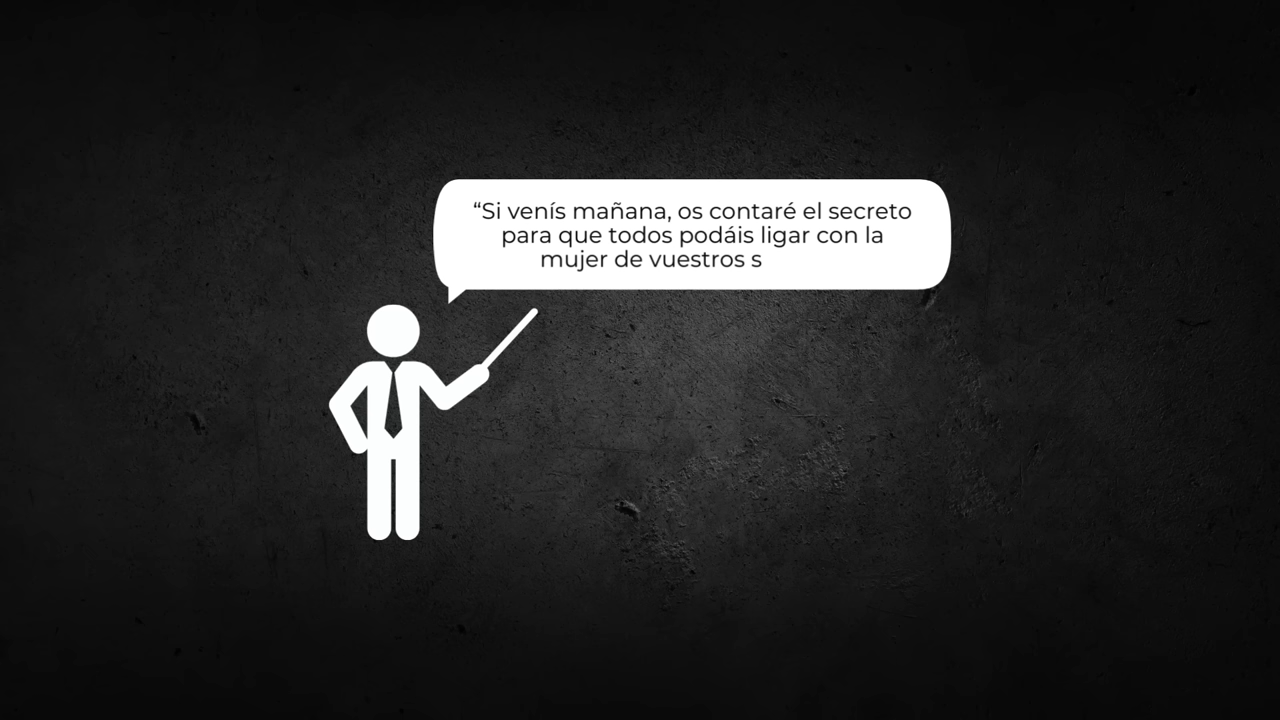 “Si venís mañana, os contaré el secreto
para que todos podáis ligar con la
mujer de vuestros s